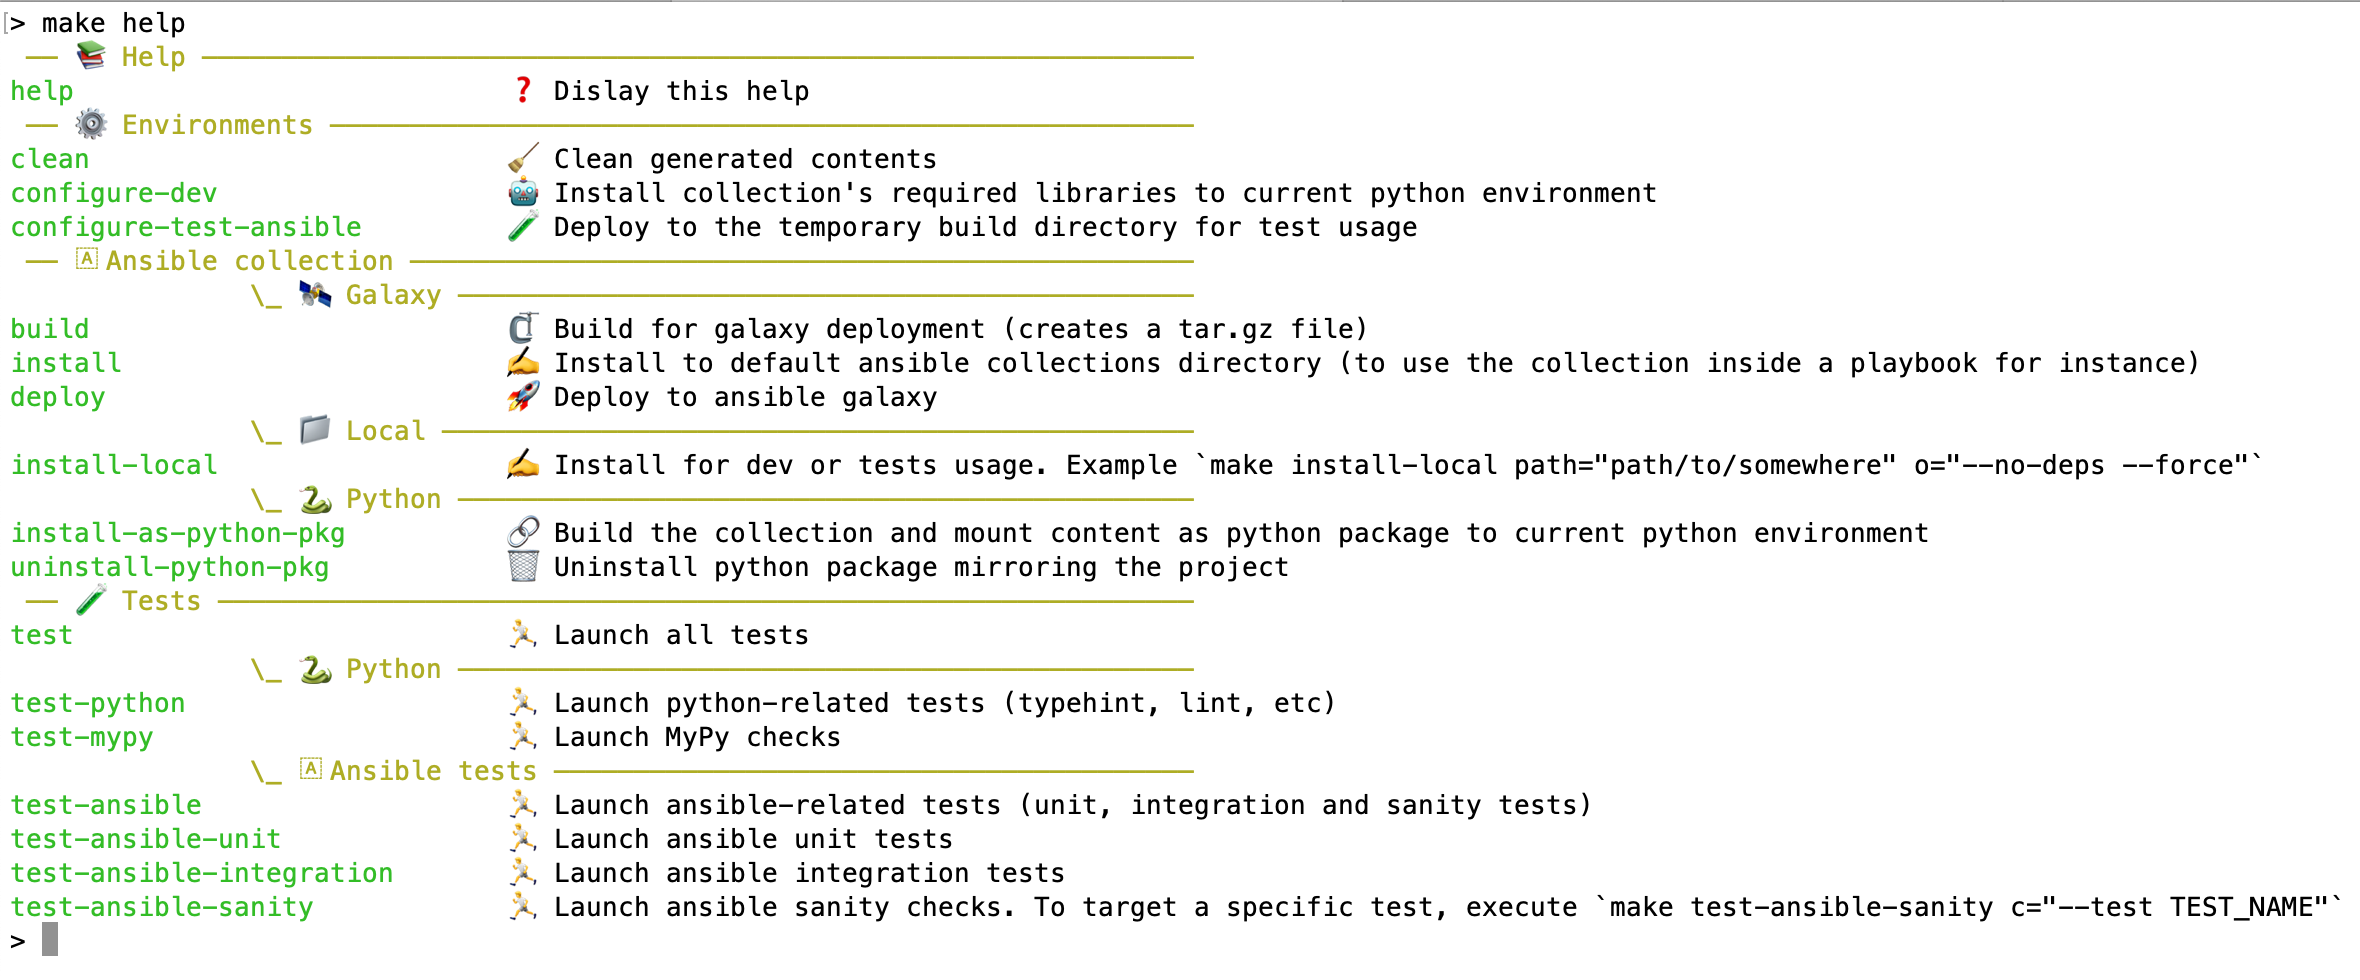 > make help
—— 📚 Help ——————————————————————————————————————————————————————————————
help ❓ Dislay this help
—— ⚙️ Environments ——————————————————————————————————————————————————————
clean 🧹 Clean generated contents
configure-dev 🤖 Install collection's required libraries to current python environment
configure-test-ansible 🧪 Deploy to the temporary build directory for test usage
—— 🄰 Ansible collection —————————————————————————————————————————————————
\_ 🛰️ Galaxy ——————————————————————————————————————————————
build 🗜️ Build for galaxy deployment (creates a tar.gz file)
install ✍️ Install to default ansible collections directory (to use the collection inside a playbook for instance)
deploy 🚀 Deploy to ansible galaxy
\_ 📁 Local ———————————————————————————————————————————————
install-local ✍️ Install for dev or tests usage. Example `make install-local path="path/to/somewhere" o="--no-deps --force"`
\_ 🐍 Python ——————————————————————————————————————————————
install-as-python-pkg 🔗 Build the collection and mount content as python package to current python environment
uninstall-python-pkg 🗑️ Uninstall python package mirroring the project
—— 🧪 Tests —————————————————————————————————————————————————————————————
test 🏃 Launch all tests
\_ 🐍 Python ——————————————————————————————————————————————
test-python 🏃 Launch python-related tests (typehint, lint, etc)
test-mypy 🏃 Launch MyPy checks
\_ 🄰 Ansible tests ————————————————————————————————————————
test-ansible 🏃 Launch ansible-related tests (unit, integration and sanity tests)
test-ansible-unit 🏃 Launch ansible unit tests
test-ansible-integration 🏃 Launch ansible integration tests
test-ansible-sanity 🏃 Launch ansible sanity checks. To target a specific test, execute `make test-ansible-sanity c="--test TEST_NAME"`
>